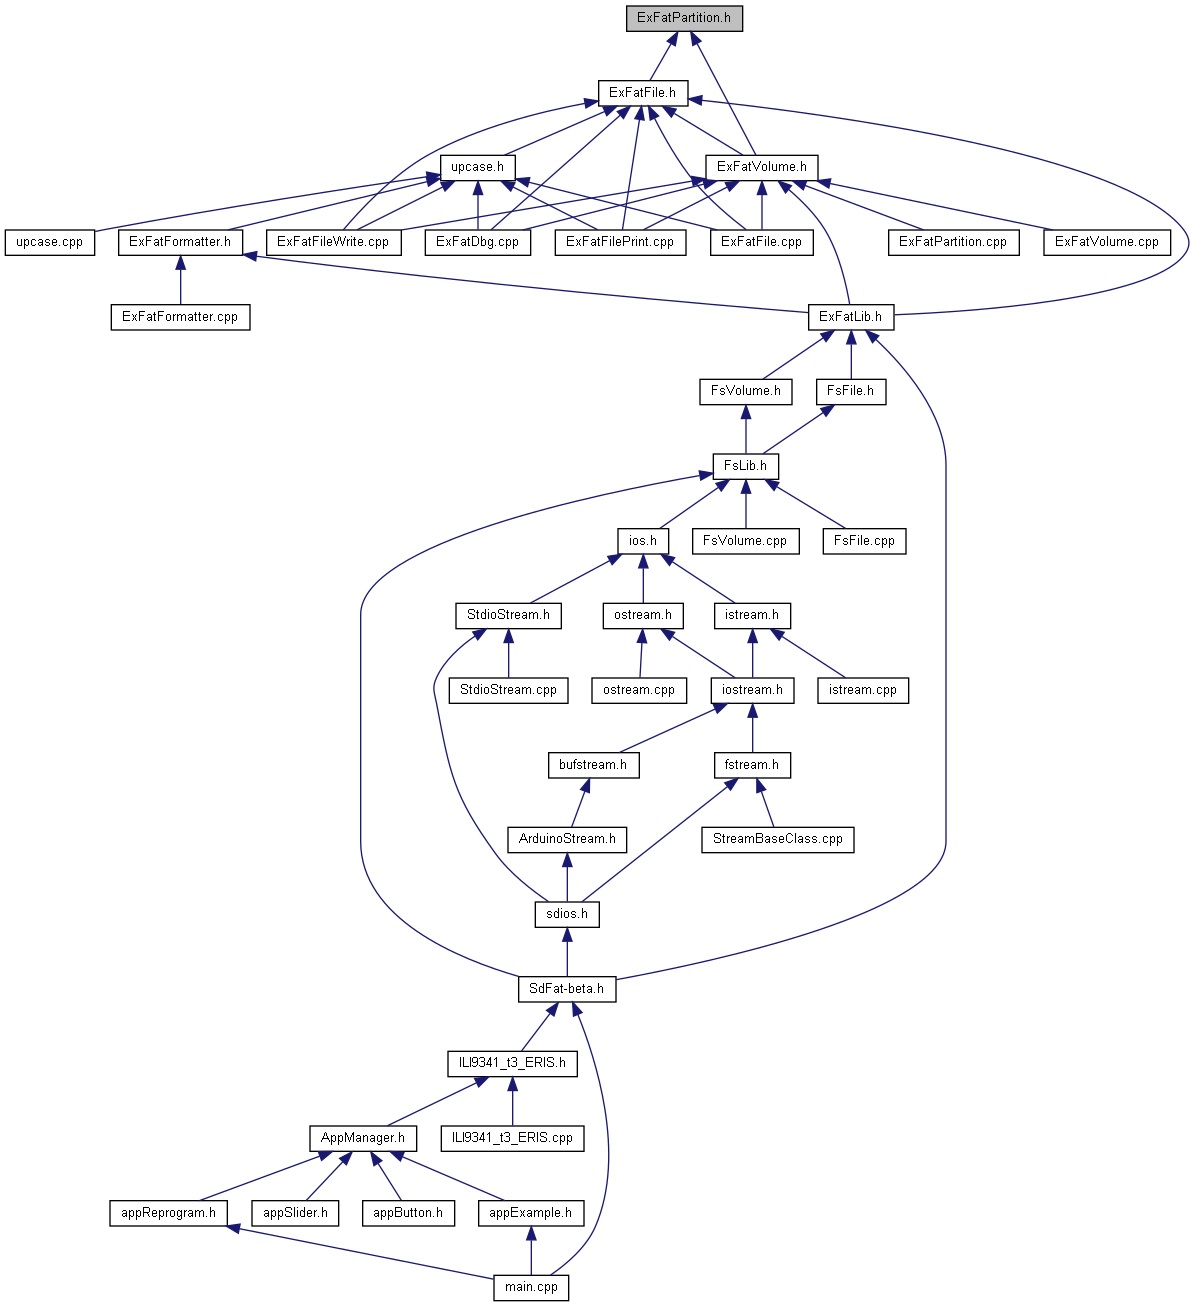 ExFatPartition.h
ExFatFile.h
upcase.h
ExFatVolume.h
upcase.cpp
ExFatFormatter.h
ExFatFileWrite.cpp
ExFatDbg.cpp
ExFatFilePrint.cpp
ExFatFile.cpp
ExFatPartition.cpp
ExFatVolume.cpp
ExFatFormatter.cpp
ExFatLib.h
FsVolume.h
FsFile.h
FsLib.h
ios.h
FsVolume.cpp
FsFile.cpp
StdioStream.h
ostream.h
istream.h
StdioStream.cpp
ostream.cpp
iostream.h
istream.cpp
bufstream.h
fstream.h
ArduinoStream.h
StreamBaseClass.cpp
sdios.h
SdFat-beta.h
ILI9341_t3_ERIS.h
AppManager.h
ILI9341_t3_ERIS.cpp
appReprogram.h
appSlider.h
appButton.h
appExample.h
main.cpp